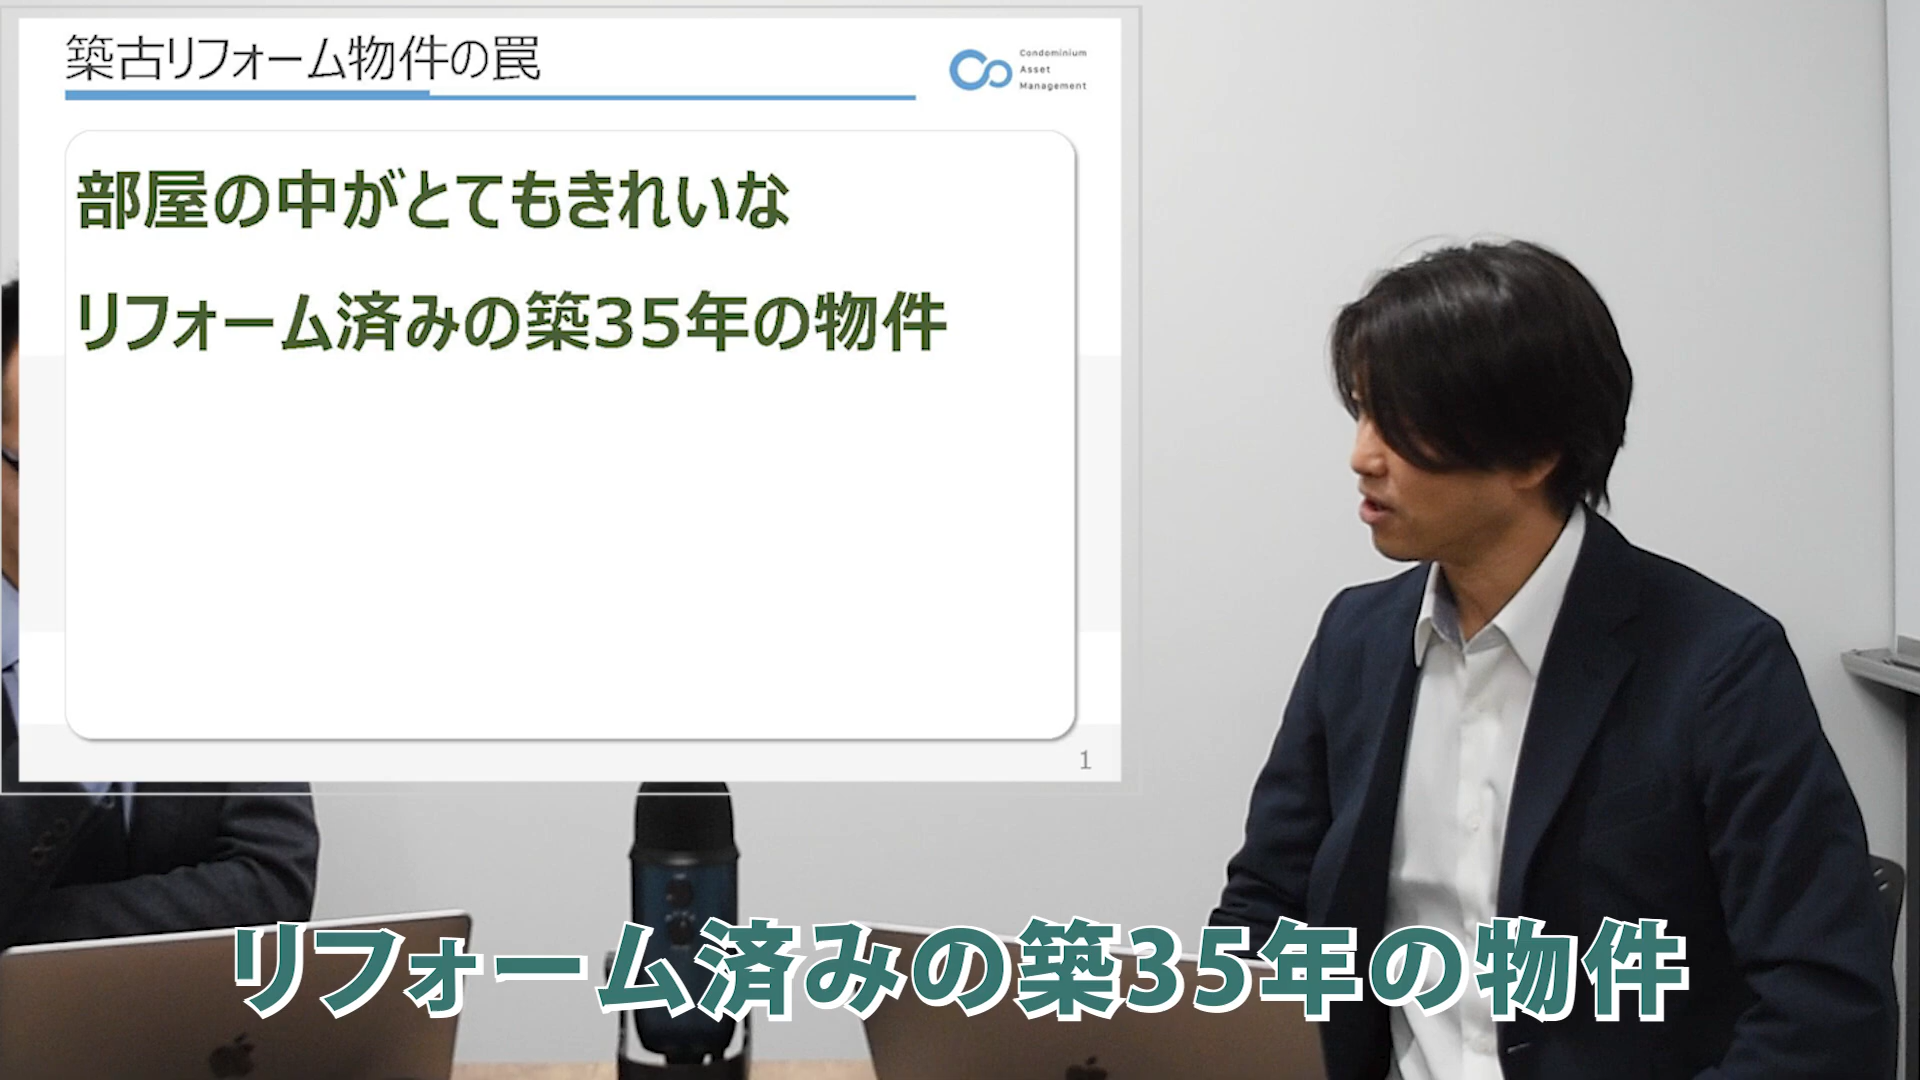 築古リフォーム物件の罠
Condominium
Asset
Management
部屋の中がとてもきれいな
リフォーム済みの築35年の物件
1
リフォーム済みの築35年の物件